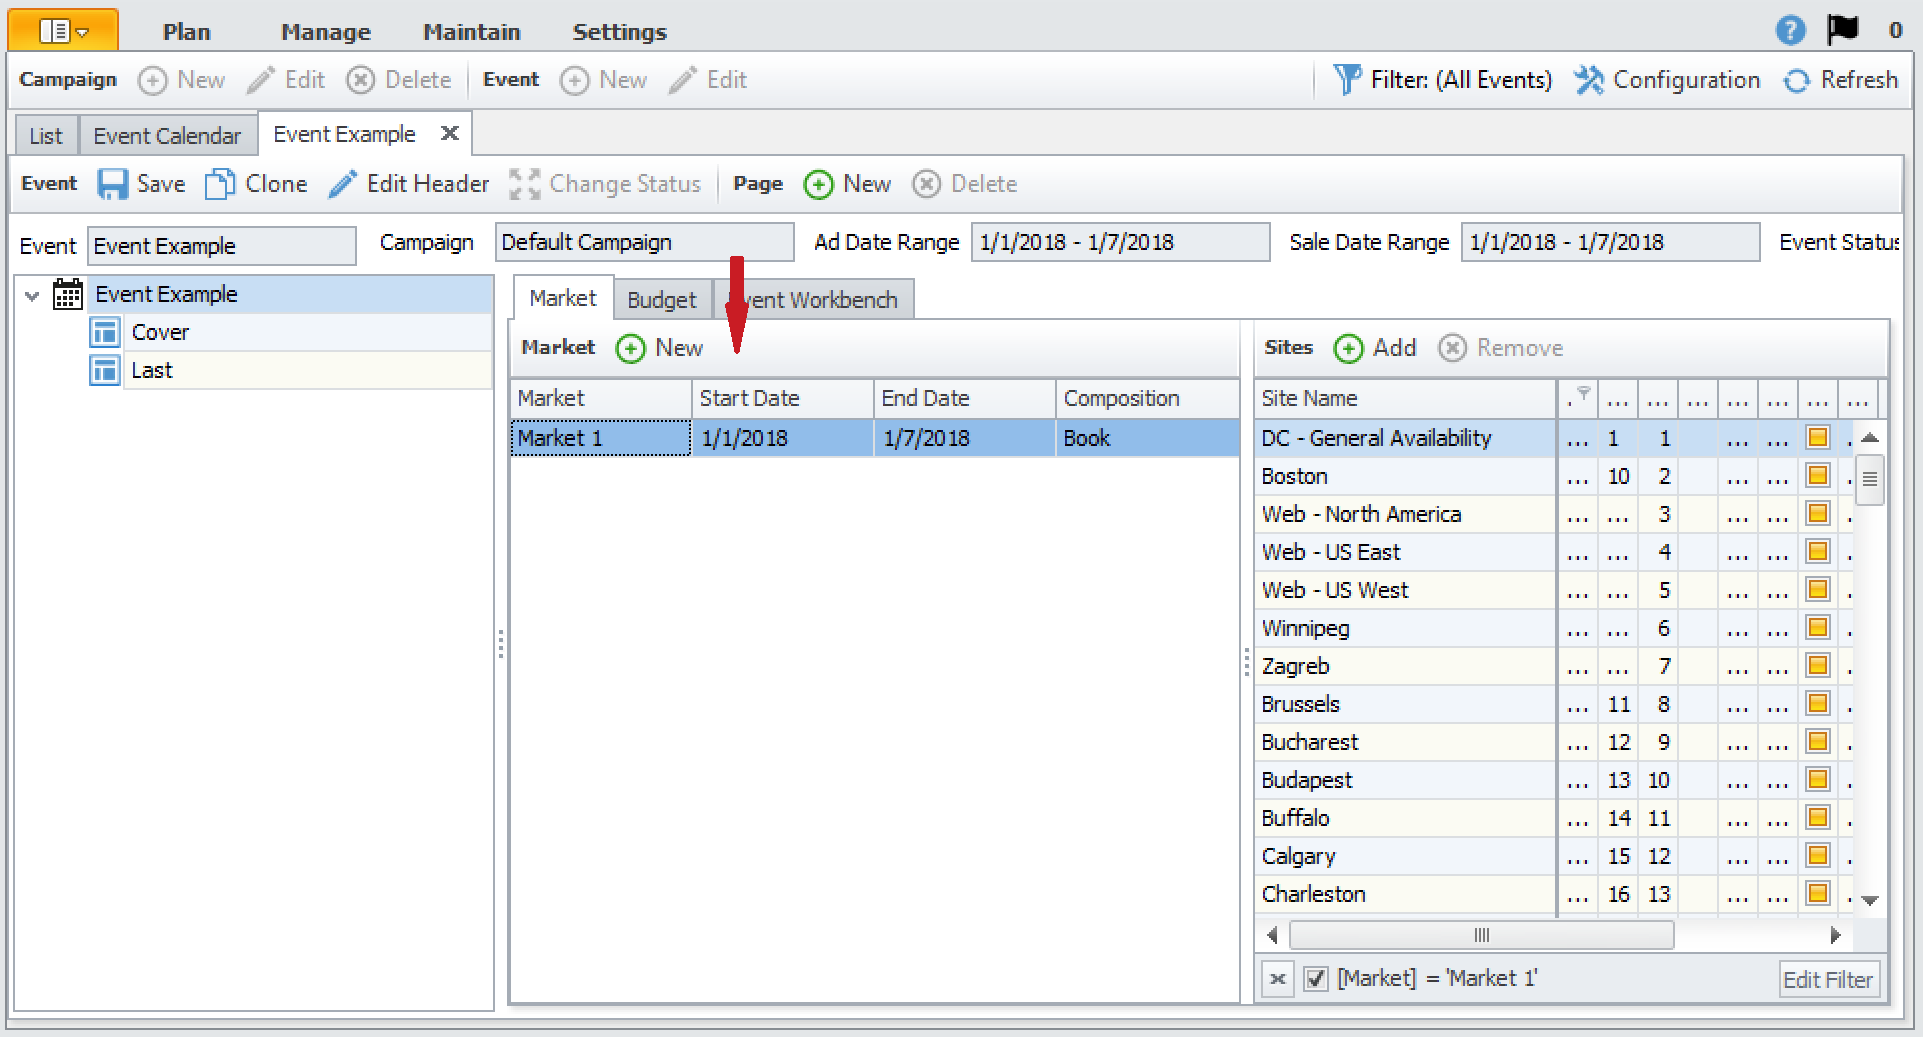 Plan Manage Maintain Settings 0
Campaign New Edit Delete Event New Edit Filter: (All Events) Configuration Refresh
List Event Calendar Event Example
Event Save Clone Edit Header Change Status Page New Delete
Event Event Example Campaign Default Campaign Ad Date Range 1/1/2018 - 1/7/2018 Sale Date Range 1/1/2018 - 1/7/2018 Event Status
Event Example
Cover
Last
Market Budget vent Workbench
Market New
Market Start Date End Date Composition
Market 1 1/1/2018 1/7/2018 Book
Sites Add Remove
Site Name . ... ... ... ... ... ... ...
DC - General Availability ... 1 1 ... ...
Boston ... 10 2 ... ... .
Web - North America ... ... 3 ... ... .
Web - US East ... ... 4 ... ... .
Web - US West ... ... 5 ... ... .
Winnipeg ... ... 6 ... ... .
Zagreb ... ... 7 ... ... .
Brussels ... 11 8 ... ... .
Bucharest ... 12 9 ... ... .
Budapest ... 13 10 ... ... .
Buffalo ... 14 11 ... ... .
Calgary ... 15 12 ... ... .
Charleston ... 16 13 ... ... .
[Market] = 'Market 1' Edit Filter